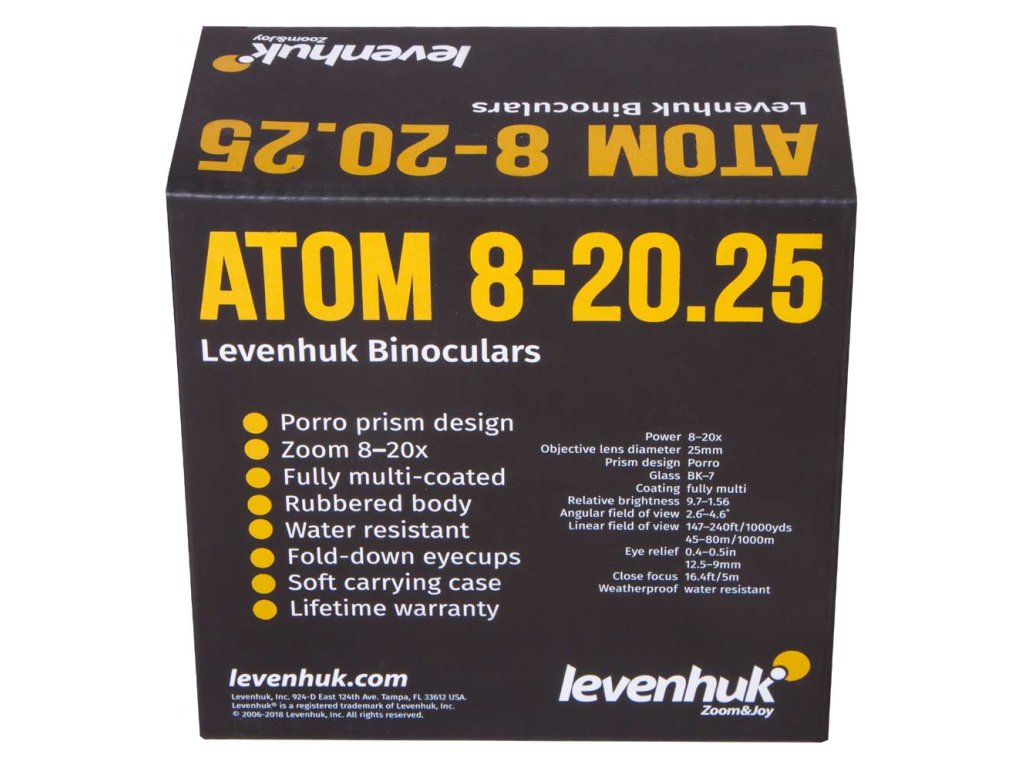 levenhuk
Zoom&Joy
Levenhuk Binoculars
ATOM 8-20.25
ATOM 8-20.25
Levenhuk Binoculars
Porro prism design
Zoom 8–20x
Fully multi-coated
Rubbered body
Water resistant
Fold-down eyecups
Soft carrying case
Lifetime warranty
Power 8–20x
Objective lens diameter 25mm
Prism design Porro
Glass BK–7
Coating fully multi
Relative brightness 9.7–1.56
Angular field of view 2.6°–4.6°
Linear field of view 147–240ft/1000yds
45–80m/1000m
Eye relief 0.4–0.5in
12.5–9mm
Close focus 16.4ft/5m
Weatherproof water resistant
levenhuk.com
Levenhuk, Inc. 924-D East 124th Ave. Tampa, FL 33612 USA.
Levenhuk® is a registered trademark of Levenhuk, Inc.
© 2006-2018 Levenhuk, Inc. All rights reserved.
levenhuk
Zoom&Joy